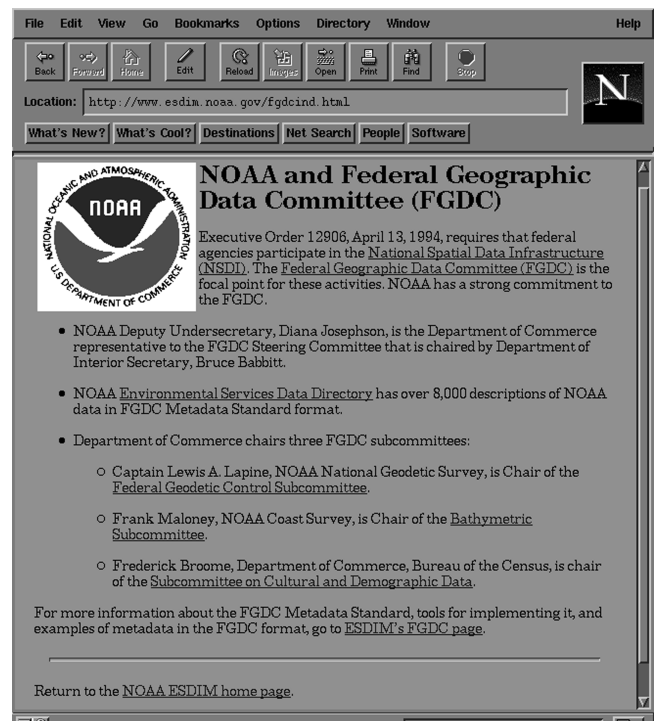 File Edit View Go Bookmarks Options Directory Window Help
Back Forward Home Edit Reload Images Open Print Find Stop
N
Location: http://www.esdim.noaa.gov/fgdcind.html
What's New? What's Cool? Destinations Net Search People Software
NATIONAL OCEANIC AND ATMOSPHERIC ADMINISTRATION
NOAA
U.S. DEPARTMENT OF COMMERCE
NOAA and Federal Geographic
Data Committee (FGDC)
Executive Order 12906, April 13, 1994, requires that federal
agencies participate in the National Spatial Data Infrastructure
(NSDI). The Federal Geographic Data Committee (FGDC) is the
focal point for these activities. NOAA has a strong commitment to
the FGDC.
• NOAA Deputy Undersecretary, Diana Josephson, is the Department of Commerce
representative to the FGDC Steering Committee that is chaired by Department of
Interior Secretary, Bruce Babbitt.
• NOAA Environmental Services Data Directory has over 8,000 descriptions of NOAA
data in FGDC Metadata Standard format.
• Department of Commerce chairs three FGDC subcommittees:
○ Captain Lewis A. Lapine, NOAA National Geodetic Survey, is Chair of the
Federal Geodetic Control Subcommittee.
○ Frank Maloney, NOAA Coast Survey, is Chair of the Bathymetric
Subcommittee.
○ Frederick Broome, Department of Commerce, Bureau of the Census, is chair
of the Subcommittee on Cultural and Demographic Data.
For more information about the FGDC Metadata Standard, tools for implementing it, and
examples of metadata in the FGDC format, go to ESDIM's FGDC page.
Return to the NOAA ESDIM home page.